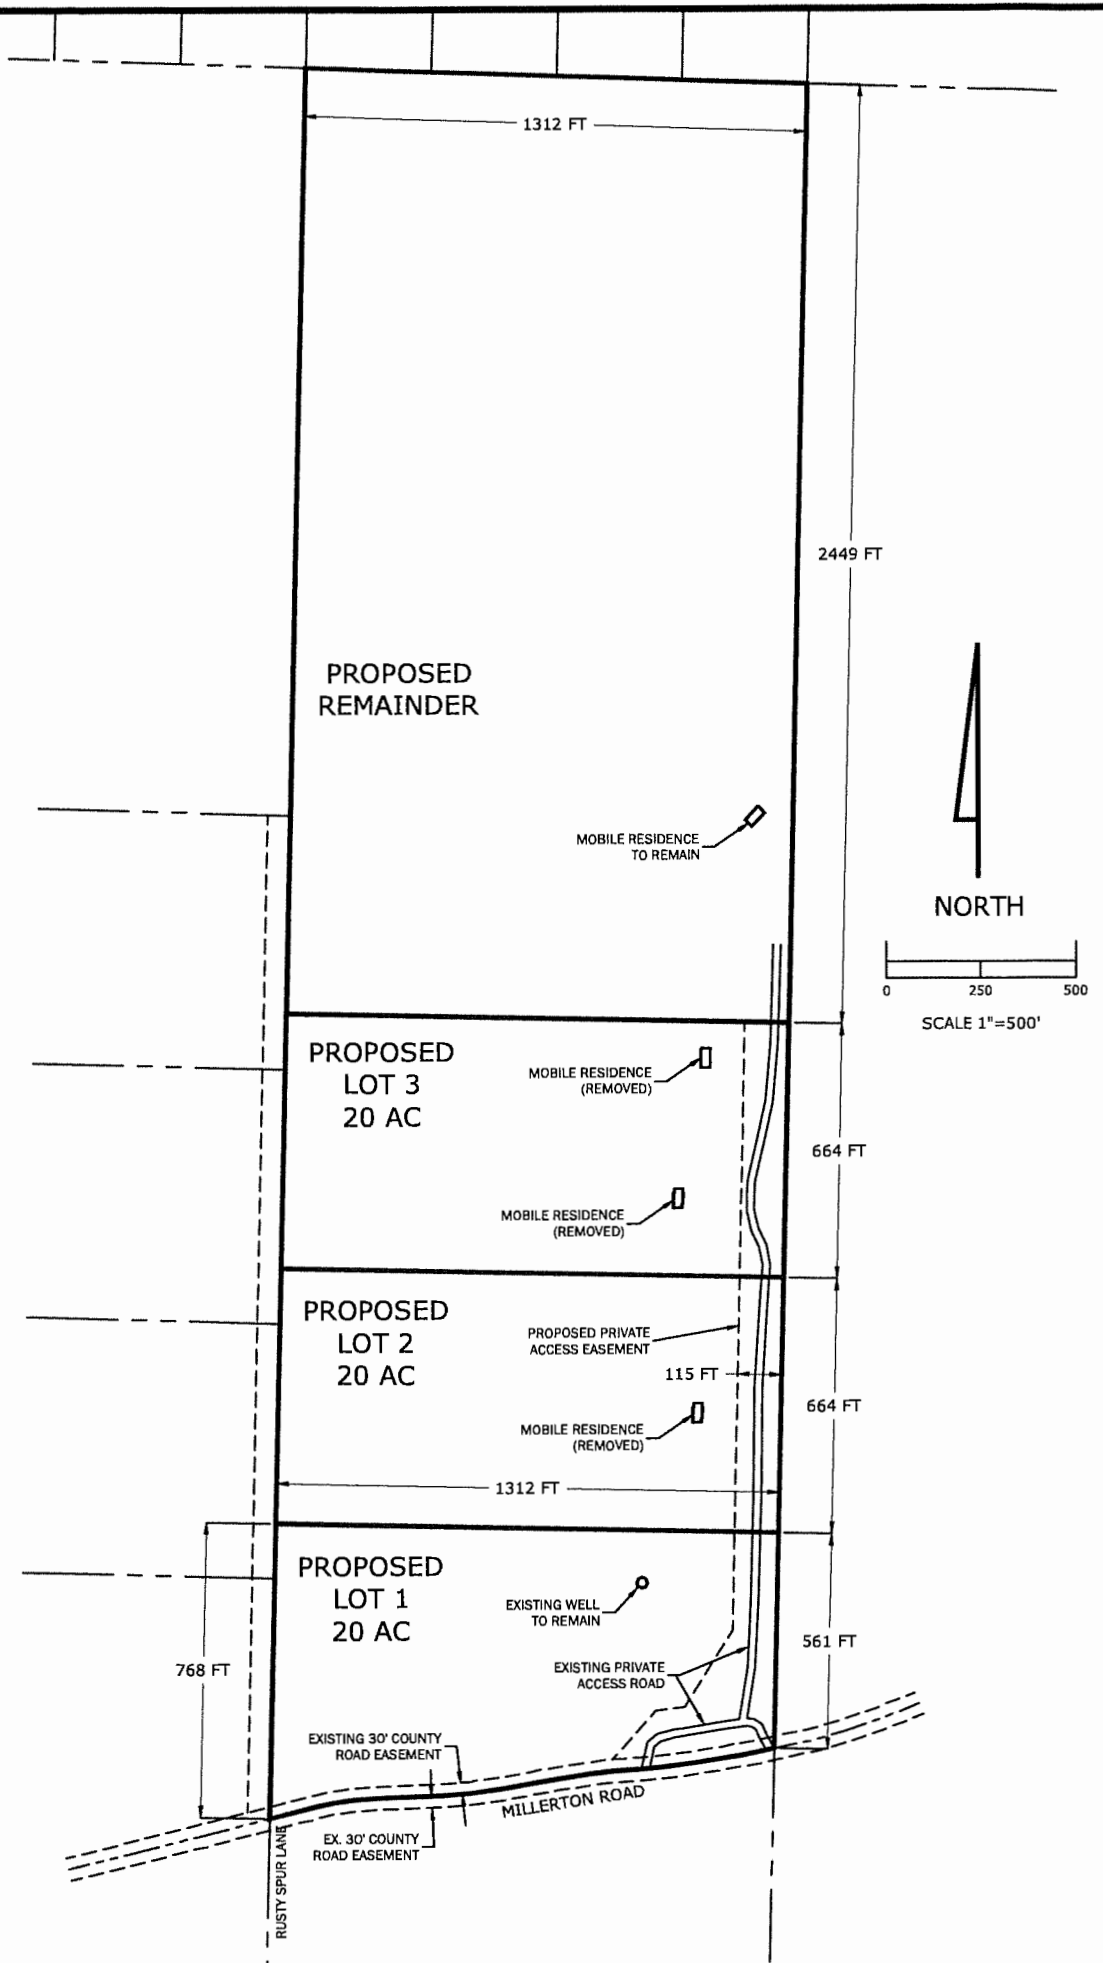 1312 FT
2449 FT
PROPOSED
REMAINDER
MOBILE RESIDENCE
TO REMAIN
NORTH
0 250 500
SCALE 1"=500'
PROPOSED
LOT 3
20 AC
MOBILE RESIDENCE
(REMOVED)
664 FT
MOBILE RESIDENCE
(REMOVED)
PROPOSED
LOT 2
20 AC
PROPOSED PRIVATE
ACCESS EASEMENT
115 FT
664 FT
MOBILE RESIDENCE
(REMOVED)
1312 FT
PROPOSED
LOT 1
20 AC
EXISTING WELL
TO REMAIN
561 FT
768 FT
EXISTING PRIVATE
ACCESS ROAD
EXISTING 30' COUNTY
ROAD EASEMENT
MILLERTON ROAD
EX. 30' COUNTY
ROAD EASEMENT
RUSTY SPUR LANE